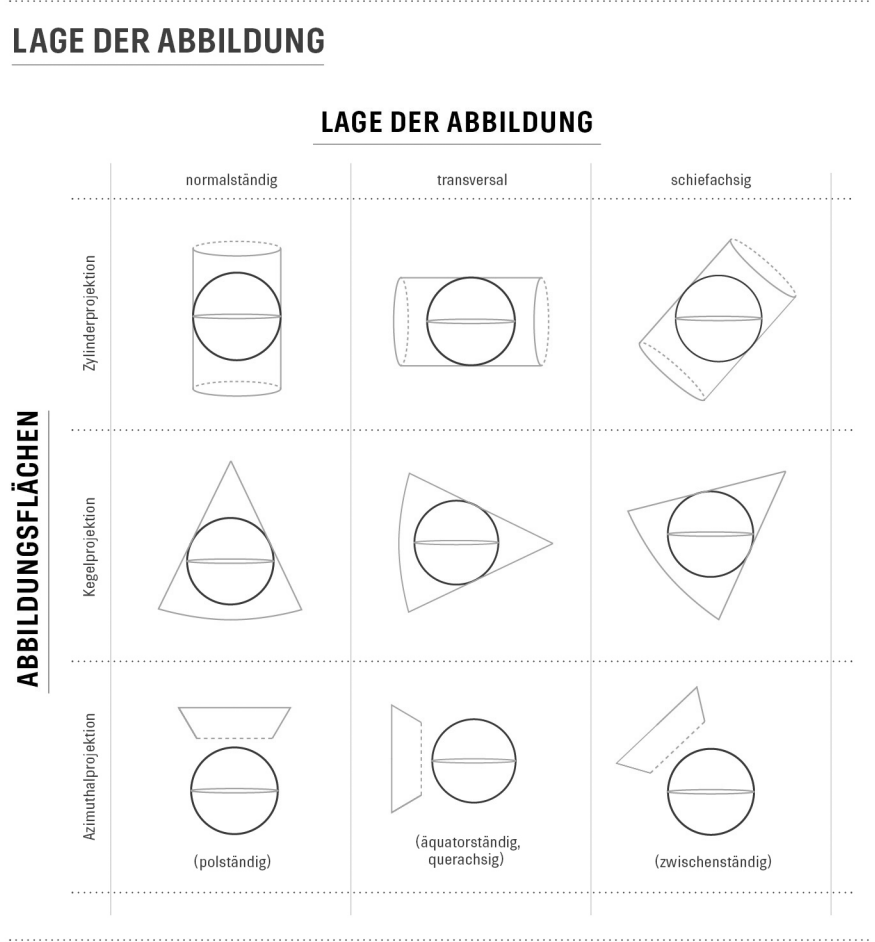 LAGE DER ABBILDUNG
LAGE DER ABBILDUNG
normalständig
transversal
schiefachsig
ABBILDUNGSFLÄCHEN
Zylinderprojektion
Kegelprojektion
Azimuthalprojektion
(polständig)
(äquatorständig,
querachsig)
(zwischenständig)